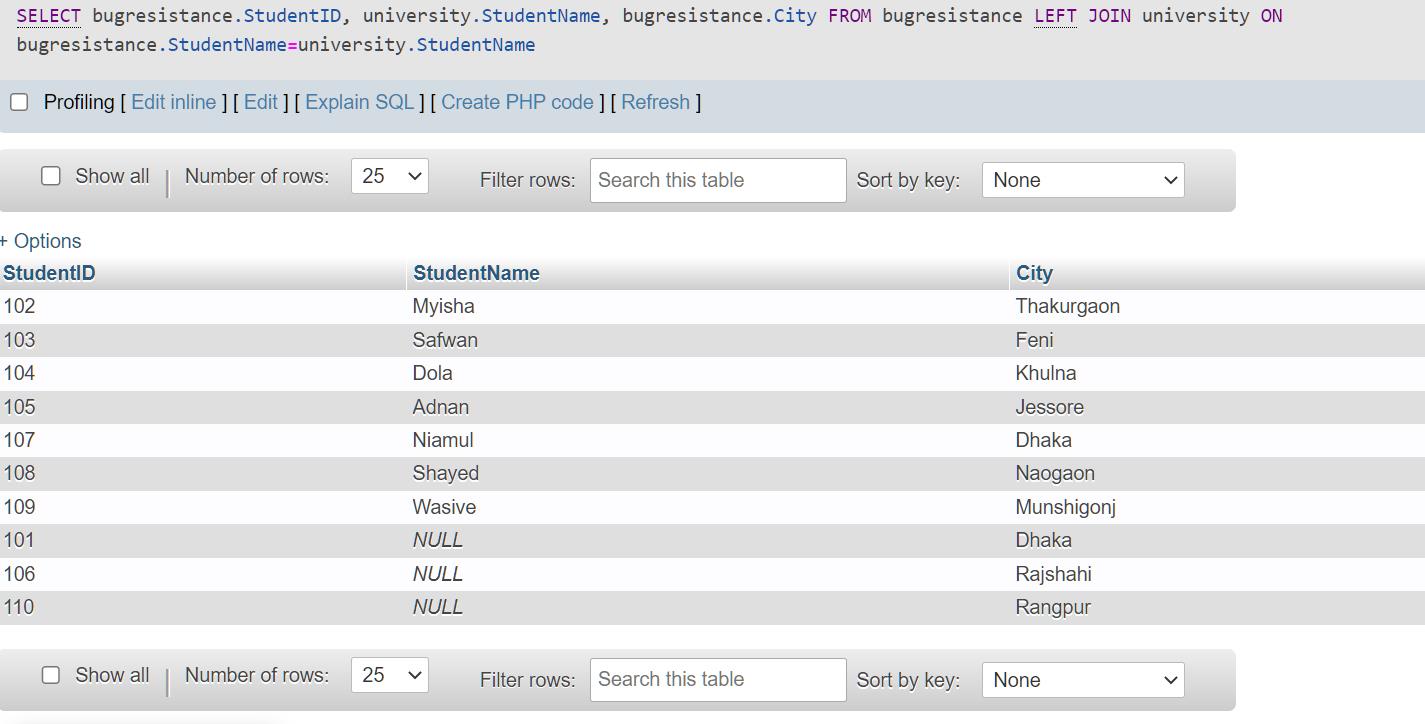 SELECT bugresistance.StudentID, university.StudentName, bugresistance.City FROM bugresistance LEFT JOIN university ON
bugresistance.StudentName=university.StudentName
Profiling [ Edit inline ] [ Edit ] [ Explain SQL ] [ Create PHP code ] [ Refresh ]
Show all | Number of rows: 25 Filter rows: Search this table Sort by key: None
+ Options
StudentID StudentName City
102 Myisha Thakurgaon
103 Safwan Feni
104 Dola Khulna
105 Adnan Jessore
107 Niamul Dhaka
108 Shayed Naogaon
109 Wasive Munshigonj
101 NULL Dhaka
106 NULL Rajshahi
110 NULL Rangpur
Show all | Number of rows: 25 Filter rows: Search this table Sort by key: None